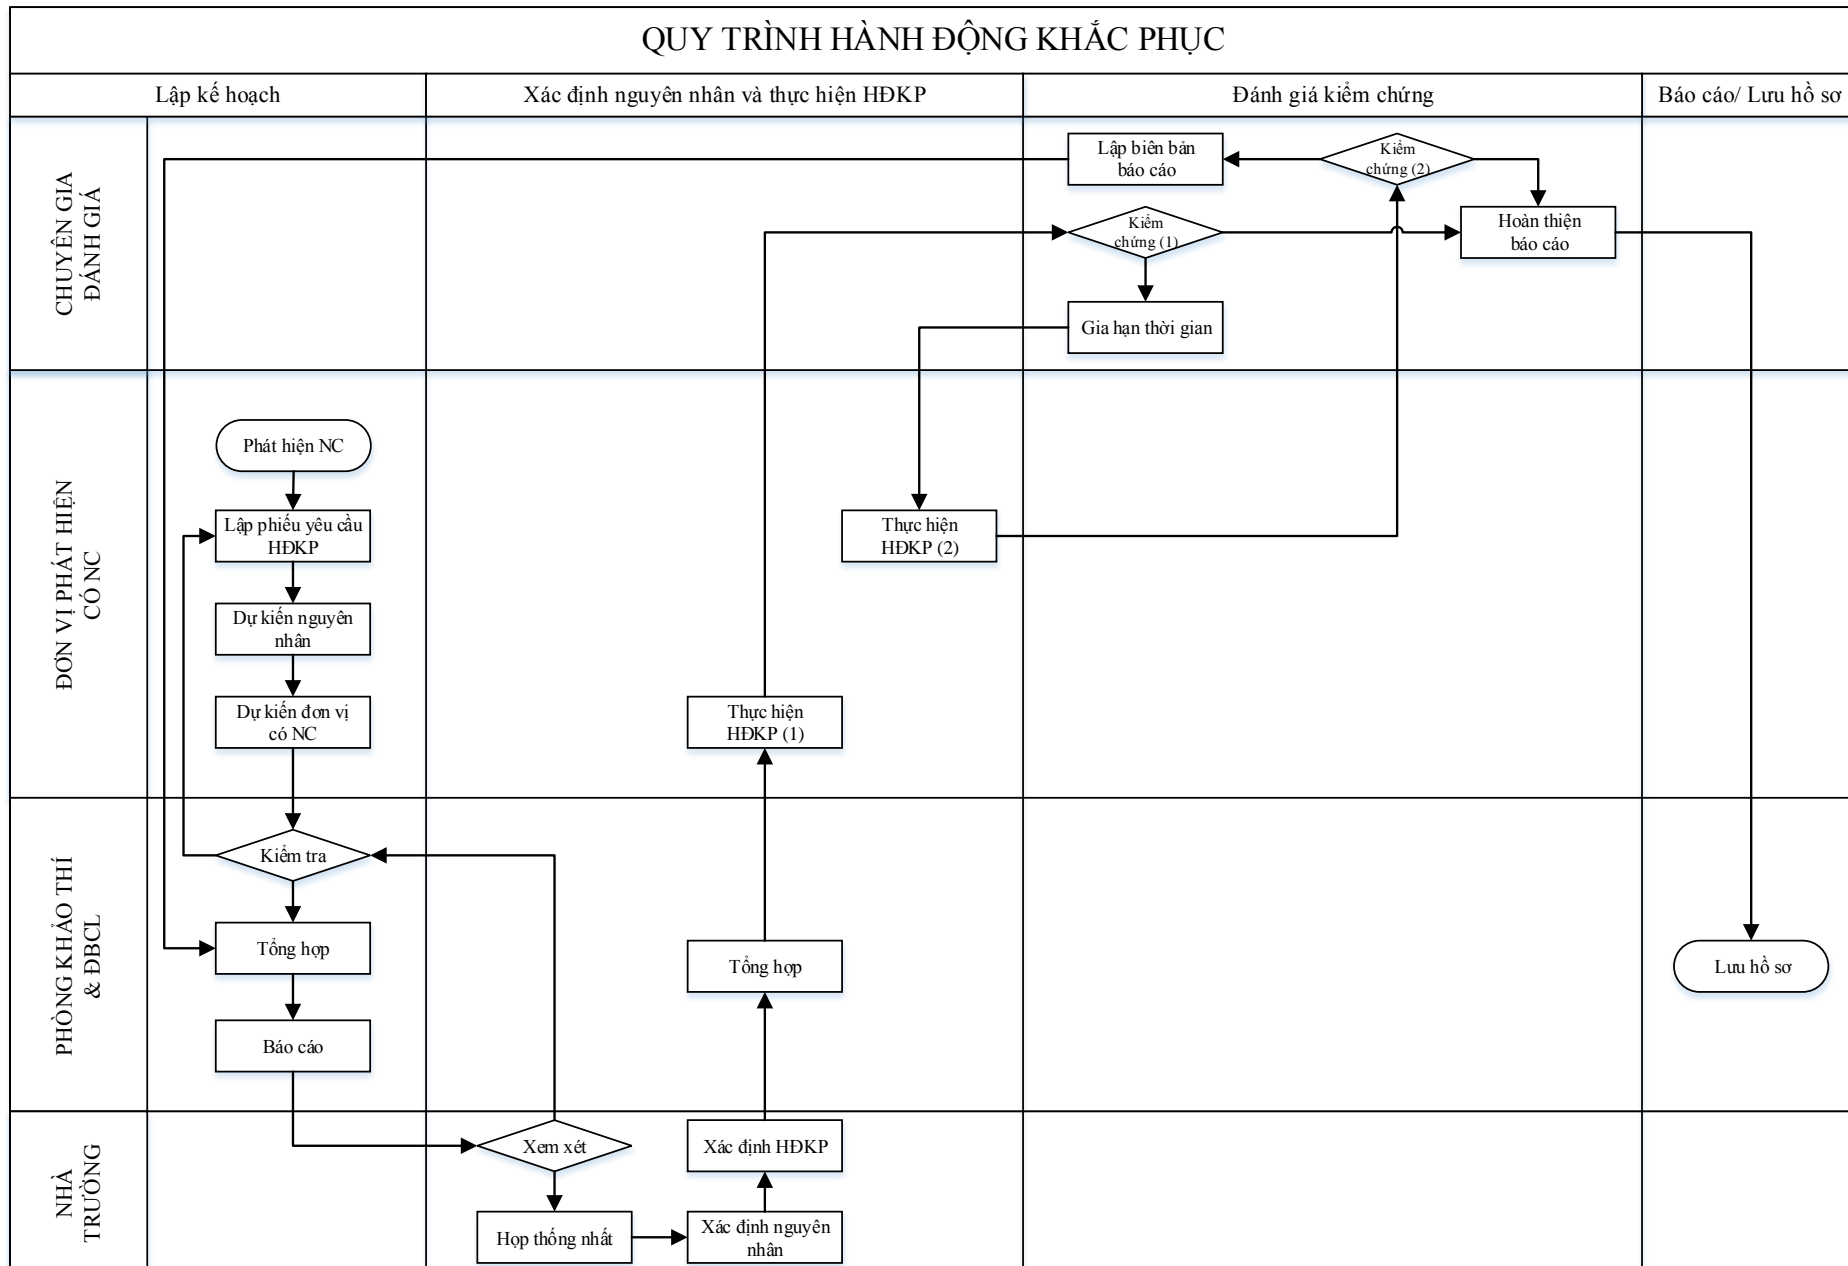 QUY TRÌNH HÀNH ĐỘNG KHẮC PHỤC
Lập kế hoạch
Xác định nguyên nhân và thực hiện HĐKP
Đánh giá kiểm chứng
Báo cáo/ Lưu hồ sơ
CHUYÊN GIA
ĐÁNH GIÁ
Lập biên bản
báo cáo
Kiểm
chứng (2)
Kiểm
chứng (1)
Hoàn thiện
báo cáo
Gia hạn thời gian
ĐƠN VỊ PHÁT HIỆN
CÓ NC
Phát hiện NC
Lập phiếu yêu cầu
HĐKP
Thực hiện
HĐKP (2)
Dự kiến nguyên
nhân
Dự kiến đơn vị
có NC
Thực hiện
HĐKP (1)
PHÒNG KHẢO THÍ
& ĐBCL
Kiểm tra
Tổng hợp
Tổng hợp
Lưu hồ sơ
Báo cáo
NHÀ
TRƯỜNG
Xem xét
Xác định HĐKP
Họp thống nhất
Xác định nguyên
nhân